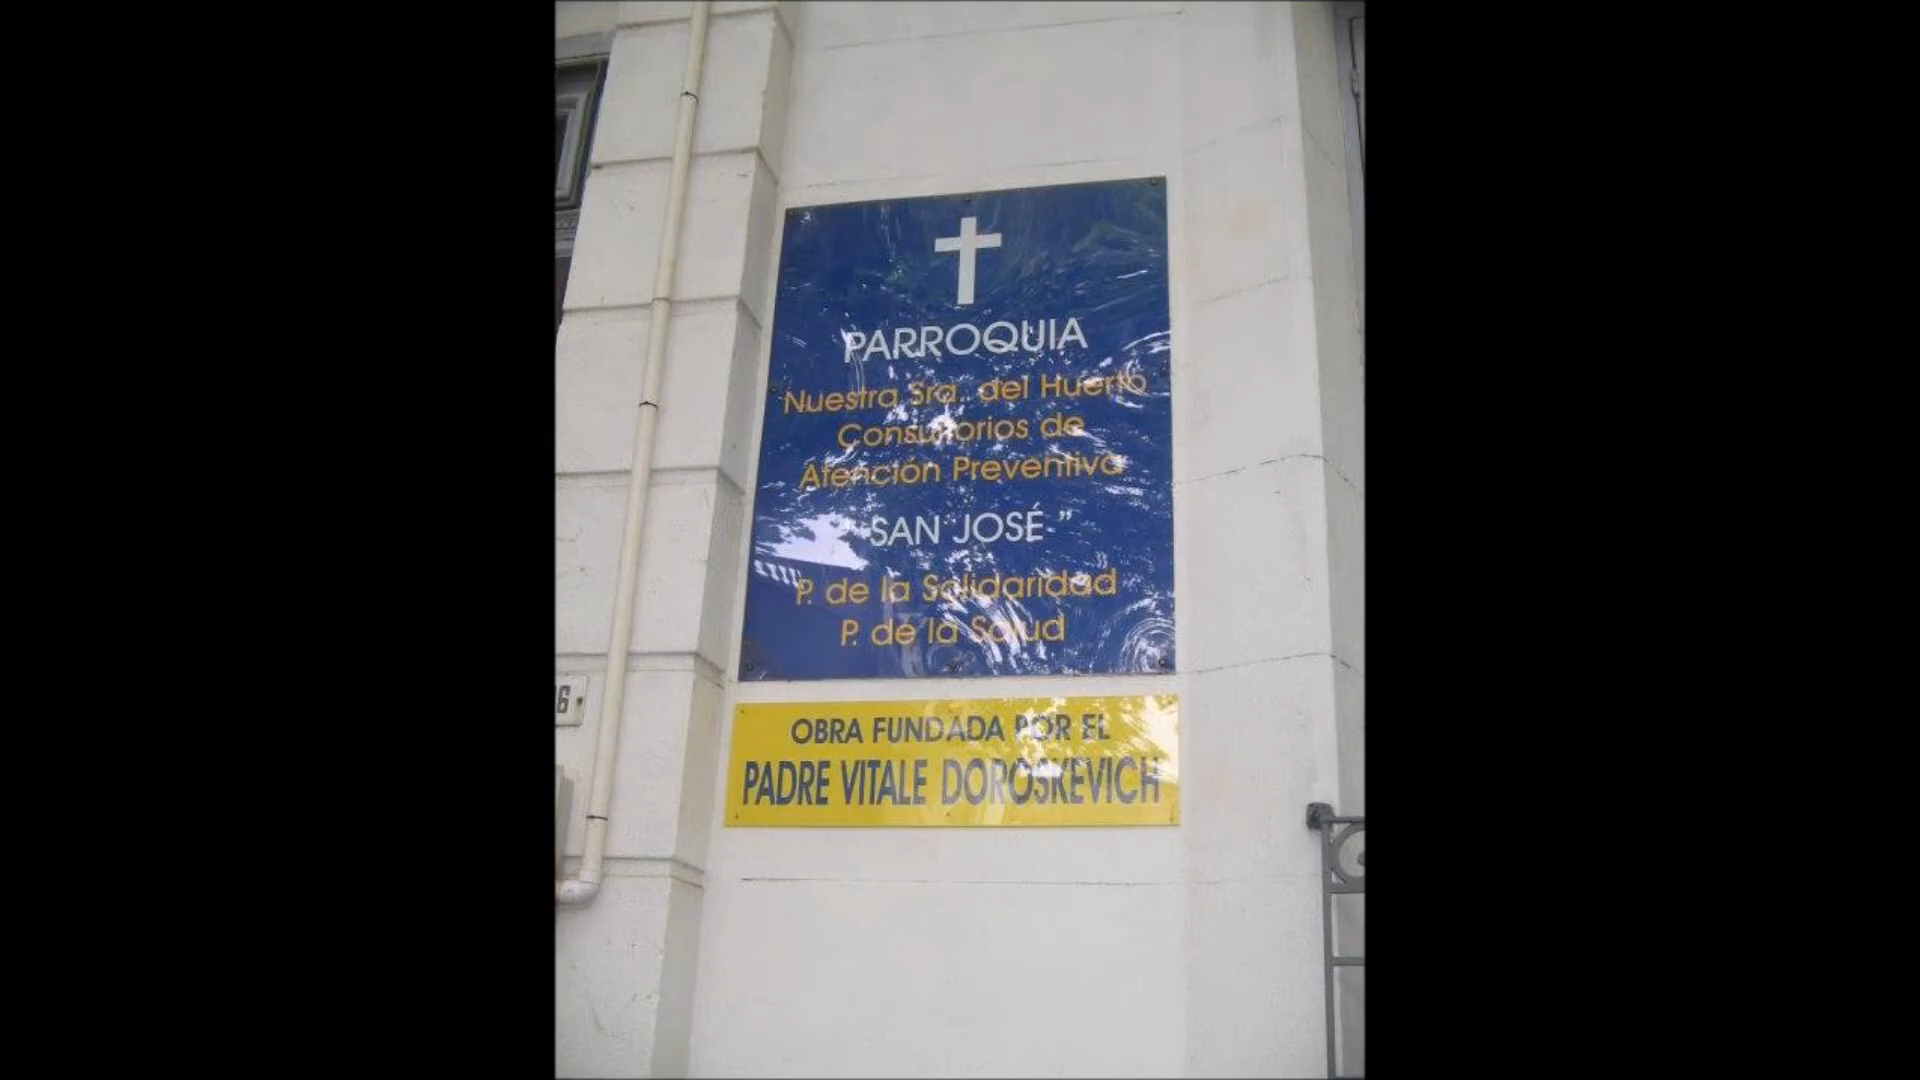 PARROQUIA
Nuestra Sra. del Huerto
Consultorios de
Atención Preventiva
" SAN JOSÉ "
P. de la Solidaridad
P. de la Salud
OBRA FUNDADA POR EL
PADRE VITALE DOROSKEVICH